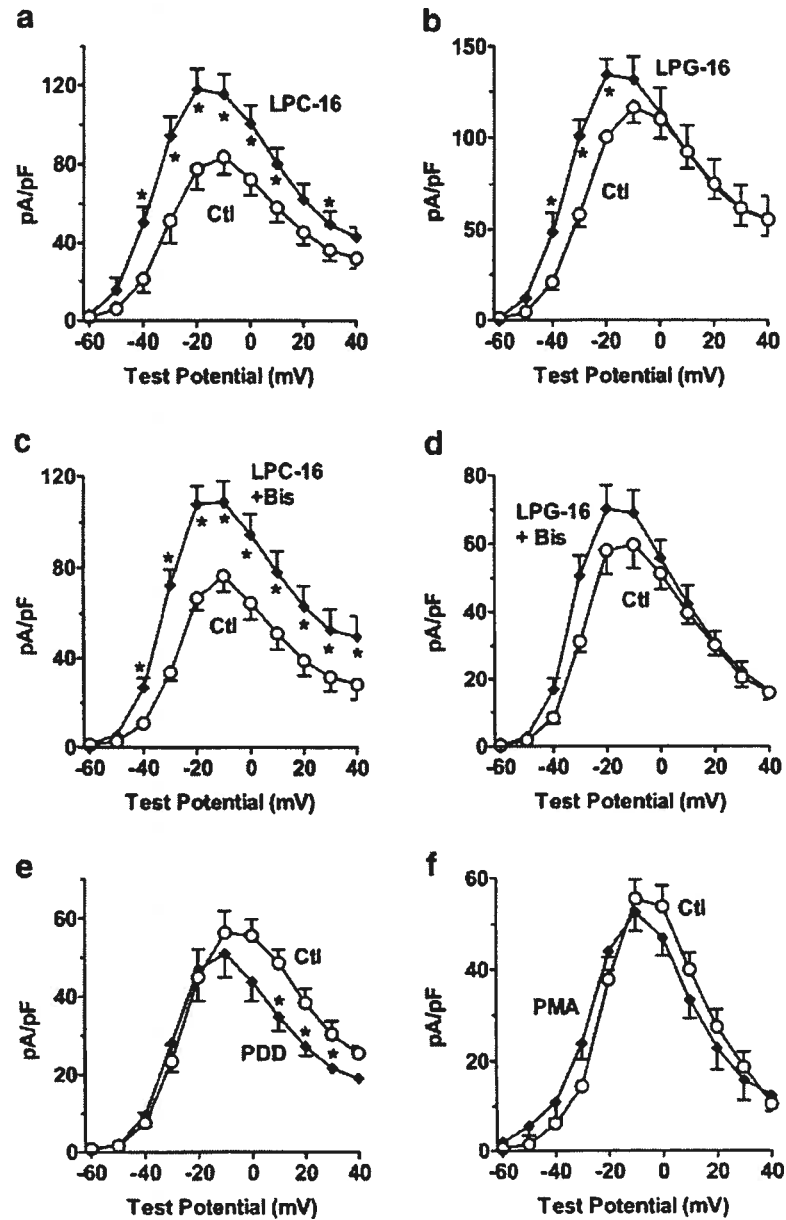 a
120
80
40
0
pA/pF
LPC-16
Ctl
* * * * * * *
-60 -40 -20 0 20 40
Test Potential (mV)
b
150
100
50
0
pA/pF
LPG-16
Ctl
* * *
-60 -40 -20 0 20 40
Test Potential (mV)
c
120
80
40
0
pA/pF
LPC-16
+Bis
Ctl
* * * * * * * * *
-60 -40 -20 0 20 40
Test Potential (mV)
d
80
60
40
20
0
pA/pF
LPG-16
+ Bis
Ctl
-60 -40 -20 0 20 40
Test Potential (mV)
e
60
40
20
0
pA/pF
Ctl
PDD
* * *
-60 -40 -20 0 20 40
Test Potential (mV)
f
60
40
20
0
pA/pF
Ctl
PMA
-60 -40 -20 0 20 40
Test Potential (mV)